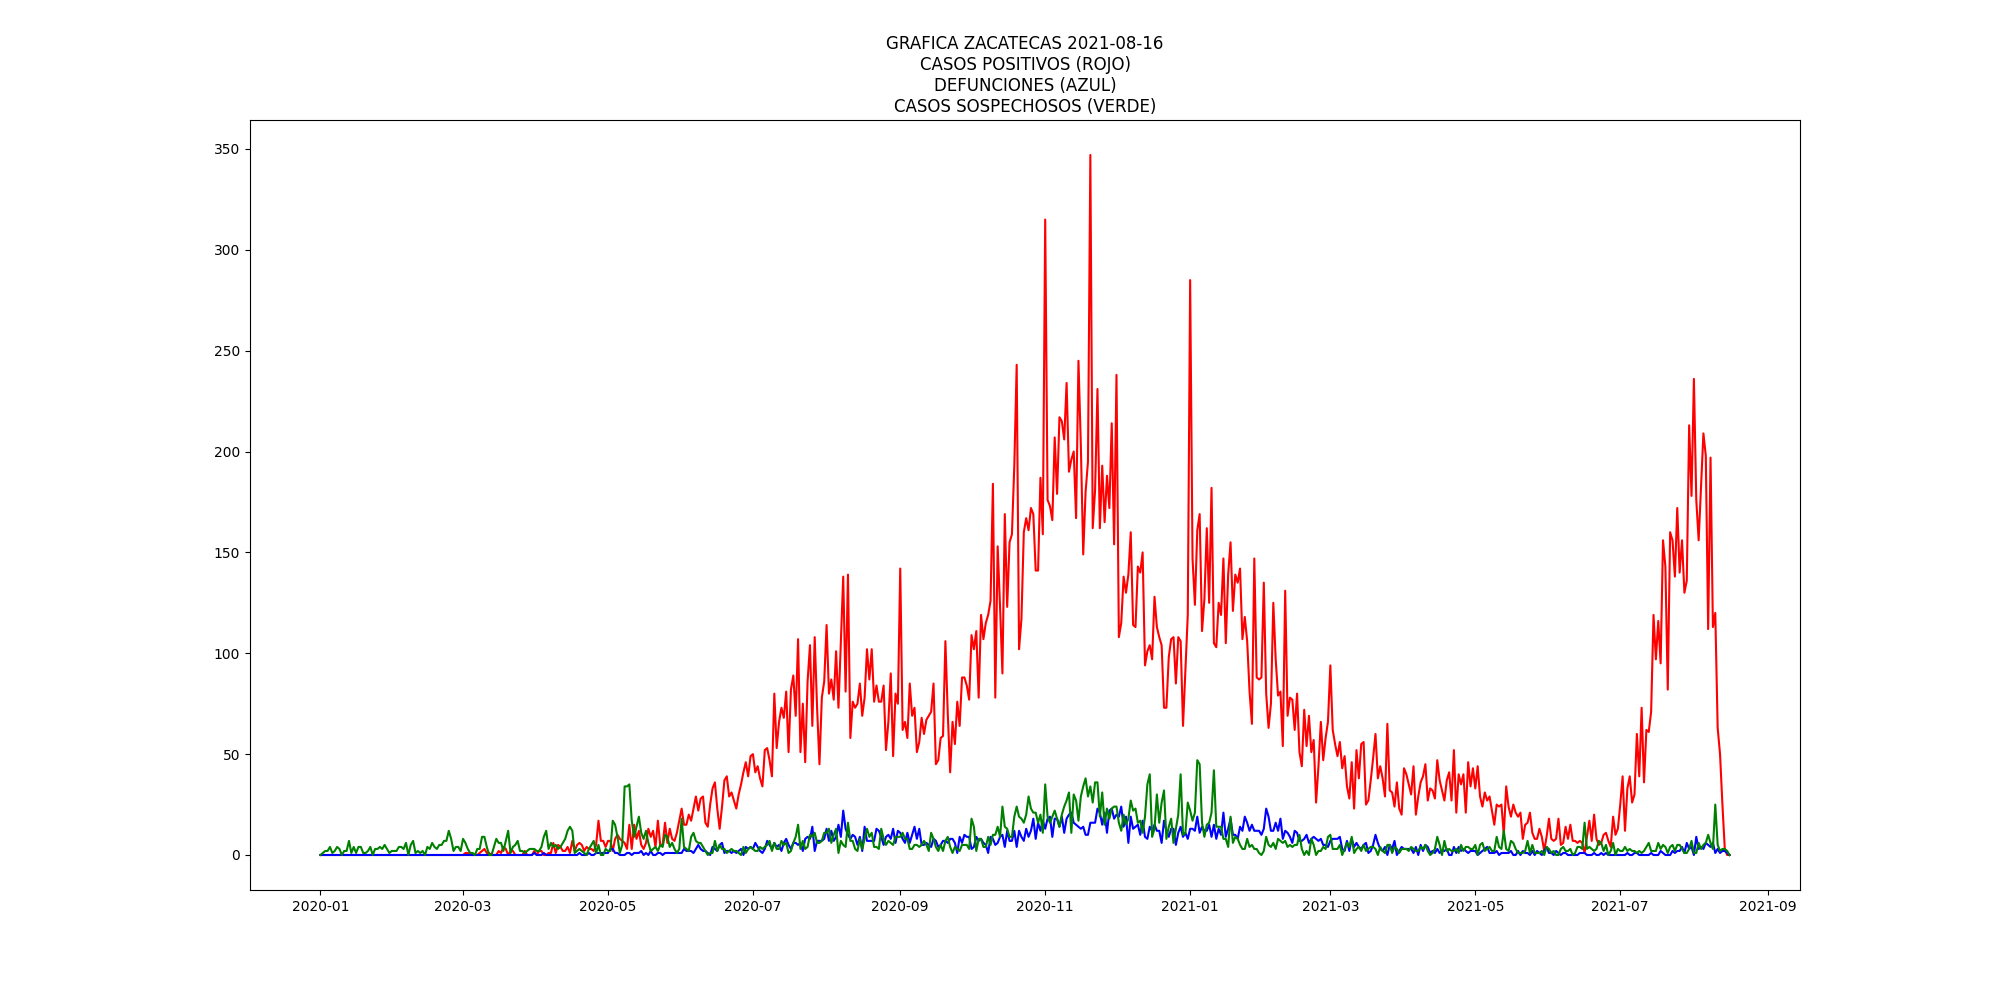 GRAFICA ZACATECAS 2021-08-16
CASOS POSITIVOS (ROJO)
DEFUNCIONES (AZUL)
CASOS SOSPECHOSOS (VERDE)
350
300
250
200
150
100
50
0
2020-01 2020-03 2020-05 2020-07 2020-09 2020-11 2021-01 2021-03 2021-05 2021-07 2021-09